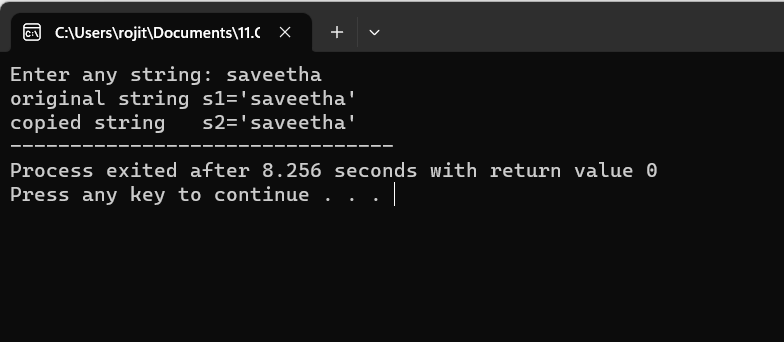 C:\Users\rojit\Documents\11.C
Enter any string: saveetha
original string s1='saveetha'
copied string   s2='saveetha'
--------------------------------
Process exited after 8.256 seconds with return value 0
Press any key to continue . . .